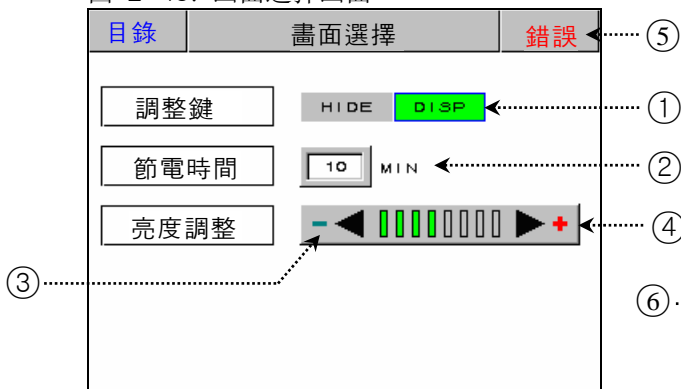 目錄 畫面選擇 錯誤 ⑤
調整鍵 HIDE DISP ①
節電時間 10 MIN ②
亮度調整 - + ④
③
⑥